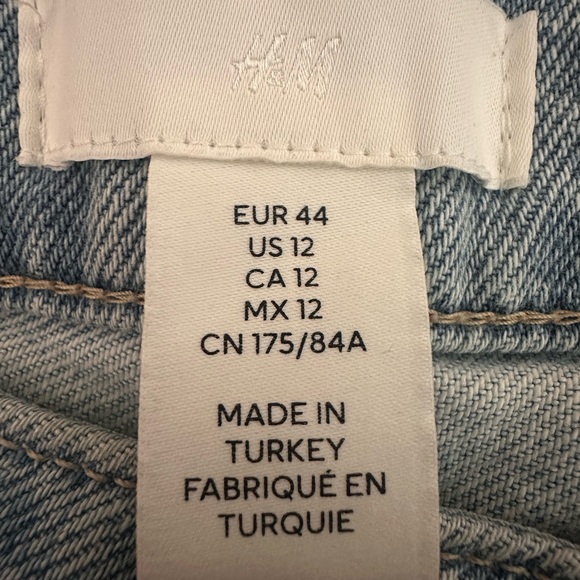 H&M
EUR 44
US 12
CA 12
MX 12
CN 175/84A
MADE IN
TURKEY
FABRIQUÉ EN
TURQUIE